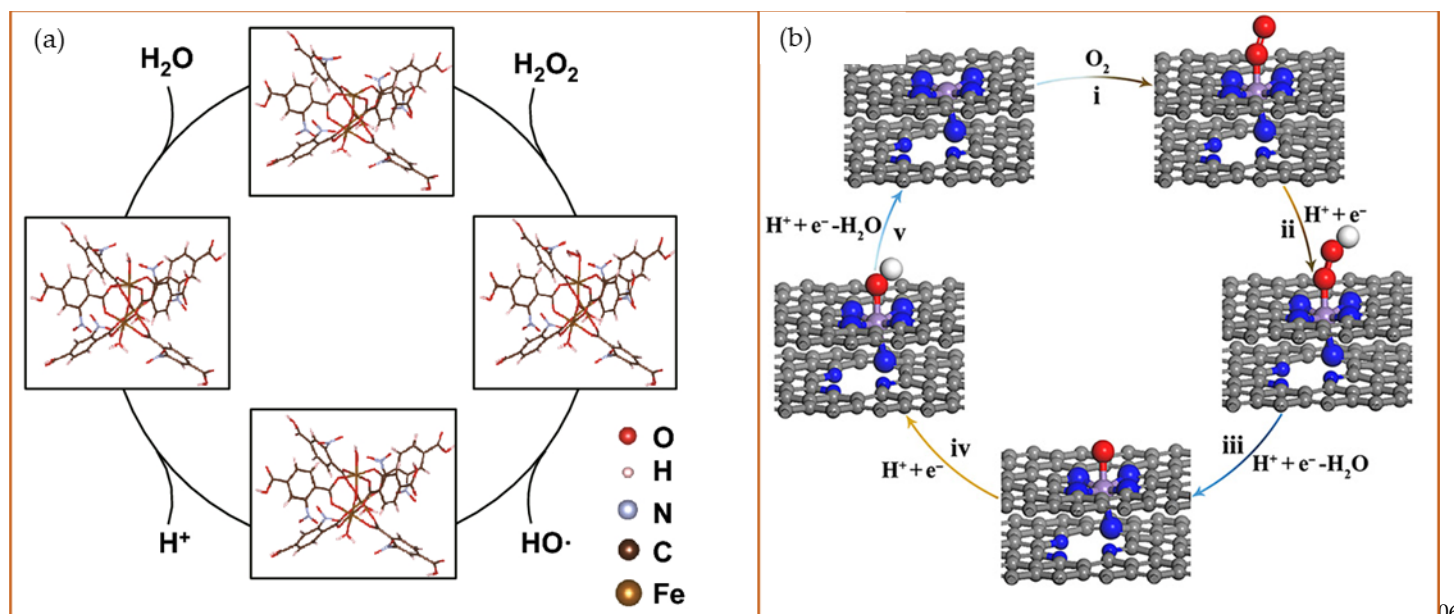 (a)
H₂O
H₂O₂
H⁺
HO·
O
H
N
C
Fe
(b)
O₂
i
H⁺ + e⁻
ii
iii
H⁺ + e⁻ -H₂O
iv
H⁺ + e⁻
H⁺ + e⁻ -H₂O
v